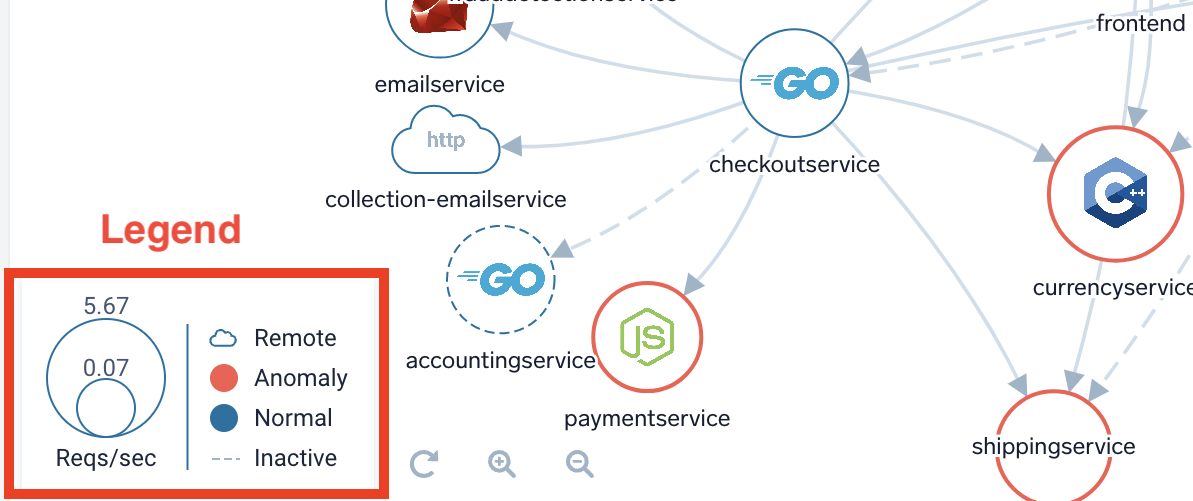 frauddetectionservice
frontend
emailservice
GO
http
checkoutservice
collection-emailservice
C++
Legend
GO
currencyservice
JS
accountingservice
paymentservice
shippingservice
5.67
0.07
Reqs/sec
Remote
Anomaly
Normal
Inactive